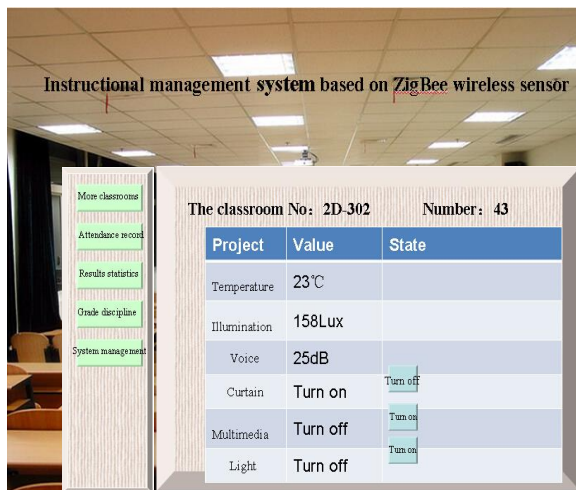 Instructional management system based on ZigBee wireless sensor
More classrooms
Attendance record
Results statistics
Grade discipline
System management
The classroom No：2D-302 Number：43
Project Value State
Temperature 23℃
Illumination 158Lux
Voice 25dB
Curtain Turn on Turn off
Multimedia Turn off Turn on
Light Turn off Turn on